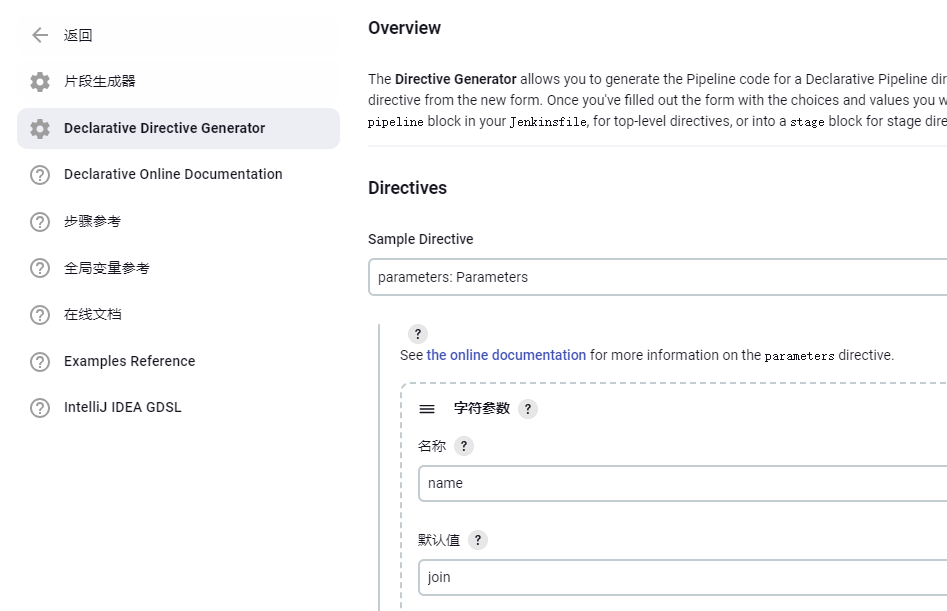 返回
片段生成器
Declarative Directive Generator
Declarative Online Documentation
步骤参考
全局变量参考
在线文档
Examples Reference
IntelliJ IDEA GDSL
Overview
The Directive Generator allows you to generate the Pipeline code for a Declarative Pipeline dir
directive from the new form. Once you've filled out the form with the choices and values you w
pipeline block in your Jenkinsfile, for top-level directives, or into a stage block for stage dire
Directives
Sample Directive
parameters: Parameters
?
See the online documentation for more information on the parameters directive.
字符参数 ?
名称 ?
name
默认值 ?
join